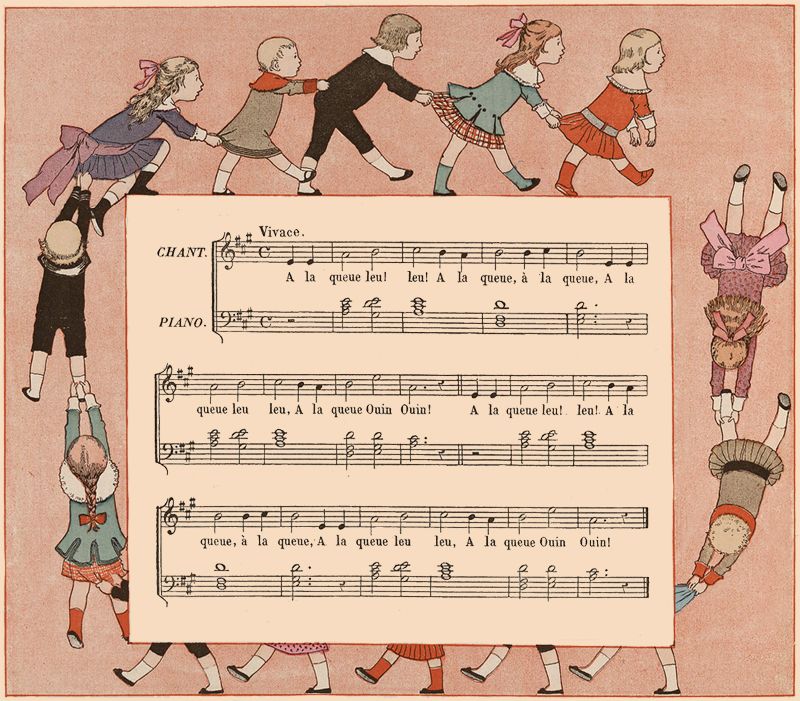 Vivace.
CHANT.
A la queue leu! leu! A la queue, à la queue, A la
PIANO.
queue leu leu, A la queue Ouin Ouin! A la queue leu! leu! A la
queue, à la queue, A la queue leu leu, A la queue Ouin Ouin!